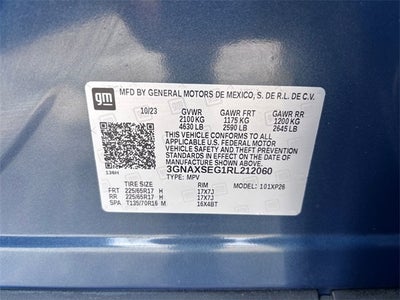 gm
MFD BY GENERAL MOTORS DE MEXICO, S. DE R.L. DE C.V.
10/23 GVWR GAWR FRT GAWR RR
2100 KG 1175 KG 1200 KG
4630 LB 2590 LB 2645 LB
THIS VEHICLE CONFORMS TO ALL
APPLICABLE U.S. FEDERAL MOTOR
VEHICLE SAFETY AND THEFT PREVENTION
STANDARDS IN EFFECT ON THE DATE OF
MANUFACTURE SHOWN ABOVE.
136H 3GNAXSEG1RL212060
TYPE: MPV
TIRE SIZE RIM MODEL: 101XP26
FRT 225/65R17 H 17X7J
RR 225/65R17 H 17X7J
SPA T135/70R16 M 16X4BT